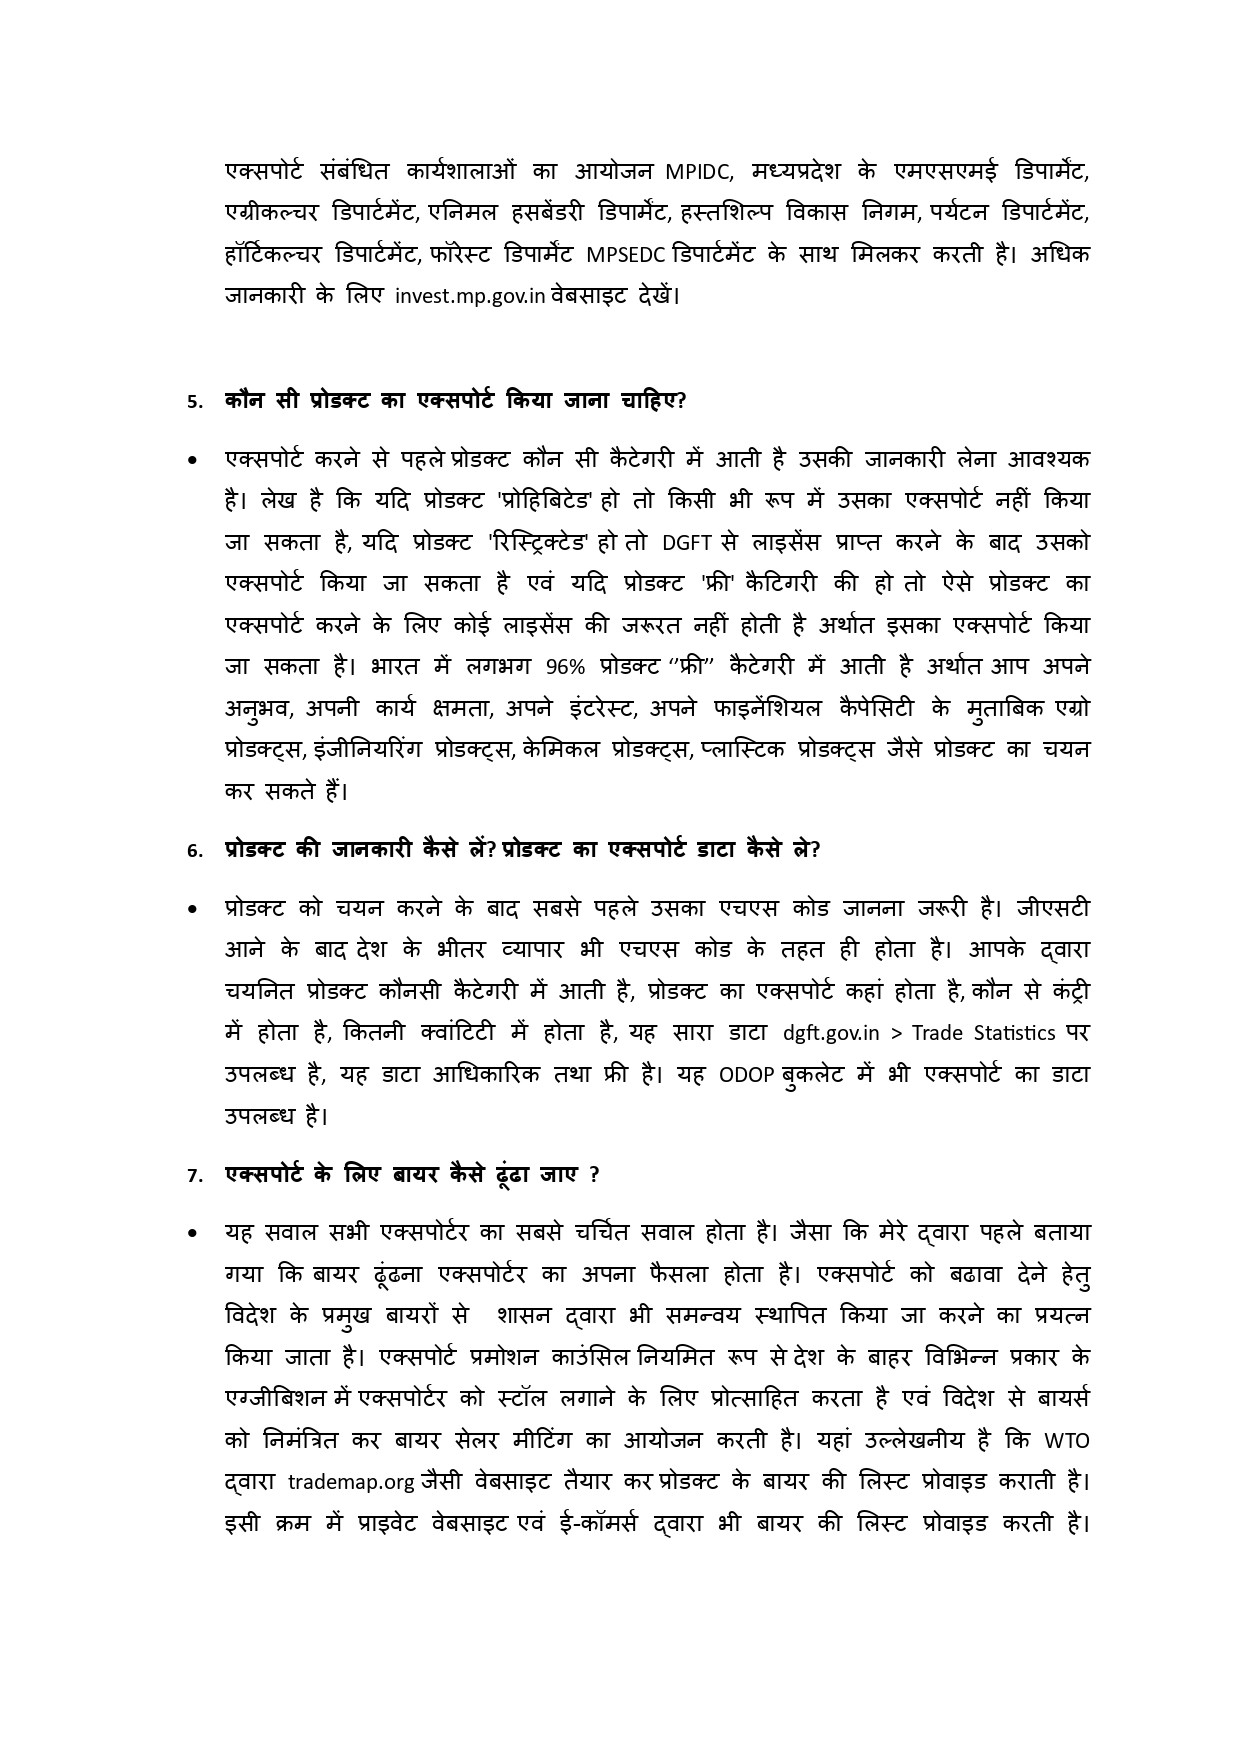 एक्सपोर्ट संबंधित कार्यशालाओं का आयोजन MPIDC, मध्यप्रदेश के एमएसएमई डिपार्मेंट,
एग्रीकल्चर डिपार्टमेंट, एनिमल हसबेंडरी डिपार्मेंट, हस्तशिल्प विकास निगम, पर्यटन डिपार्टमेंट,
हॉर्टिकल्चर डिपार्टमेंट, फॉरेस्ट डिपार्मेंट MPSEDC डिपार्टमेंट के साथ मिलकर करती है। अधिक
जानकारी के लिए invest.mp.gov.in वेबसाइट देखें।
5. कौन सी प्रोडक्ट का एक्सपोर्ट किया जाना चाहिए?
• एक्सपोर्ट करने से पहले प्रोडक्ट कौन सी कैटेगरी में आती है उसकी जानकारी लेना आवश्यक
है। लेख है कि यदि प्रोडक्ट 'प्रोहिबिटेड' हो तो किसी भी रूप में उसका एक्सपोर्ट नहीं किया
जा सकता है, यदि प्रोडक्ट 'रिस्ट्रिक्टेड' हो तो DGFT से लाइसेंस प्राप्त करने के बाद उसको
एक्सपोर्ट किया जा सकता है एवं यदि प्रोडक्ट 'फ्री' कैटिगरी की हो तो ऐसे प्रोडक्ट का
एक्सपोर्ट करने के लिए कोई लाइसेंस की जरूरत नहीं होती है अर्थात इसका एक्सपोर्ट किया
जा सकता है। भारत में लगभग 96% प्रोडक्ट ‘’फ्री’’ कैटेगरी में आती है अर्थात आप अपने
अनुभव, अपनी कार्य क्षमता, अपने इंटरेस्ट, अपने फाइनेंशियल कैपेसिटी के मुताबिक एग्रो
प्रोडक्ट्स, इंजीनियरिंग प्रोडक्ट्स, केमिकल प्रोडक्ट्स, प्लास्टिक प्रोडक्ट्स जैसे प्रोडक्ट का चयन
कर सकते हैं।
6. प्रोडक्ट की जानकारी कैसे लें? प्रोडक्ट का एक्सपोर्ट डाटा कैसे ले?
• प्रोडक्ट को चयन करने के बाद सबसे पहले उसका एचएस कोड जानना जरूरी है। जीएसटी
आने के बाद देश के भीतर व्यापार भी एचएस कोड के तहत ही होता है। आपके द्वारा
चयनित प्रोडक्ट कौनसी कैटेगरी में आती है, प्रोडक्ट का एक्सपोर्ट कहां होता है, कौन से कंट्री
में होता है, कितनी क्वांटिटी में होता है, यह सारा डाटा dgft.gov.in > Trade Statistics पर
उपलब्ध है, यह डाटा आधिकारिक तथा फ्री है। यह ODOP बुकलेट में भी एक्सपोर्ट का डाटा
उपलब्ध है।
7. एक्सपोर्ट के लिए बायर कैसे ढूंढा जाए ?
• यह सवाल सभी एक्सपोर्टर का सबसे चर्चित सवाल होता है। जैसा कि मेरे द्वारा पहले बताया
गया कि बायर ढूंढना एक्सपोर्टर का अपना फैसला होता है। एक्सपोर्ट को बढावा देने हेतु
विदेश के प्रमुख बायरों से शासन द्वारा भी समन्वय स्थापित किया जा करने का प्रयत्न
किया जाता है। एक्सपोर्ट प्रमोशन काउंसिल नियमित रूप से देश के बाहर विभिन्न प्रकार के
एग्जीबिशन में एक्सपोर्टर को स्टॉल लगाने के लिए प्रोत्साहित करता है एवं विदेश से बायर्स
को निमंत्रित कर बायर सेलर मीटिंग का आयोजन करती है। यहां उल्लेखनीय है कि WTO
द्वारा trademap.org जैसी वेबसाइट तैयार कर प्रोडक्ट के बायर की लिस्ट प्रोवाइड कराती है।
इसी क्रम में प्राइवेट वेबसाइट एवं ई-कॉमर्स द्वारा भी बायर की लिस्ट प्रोवाइड करती है।